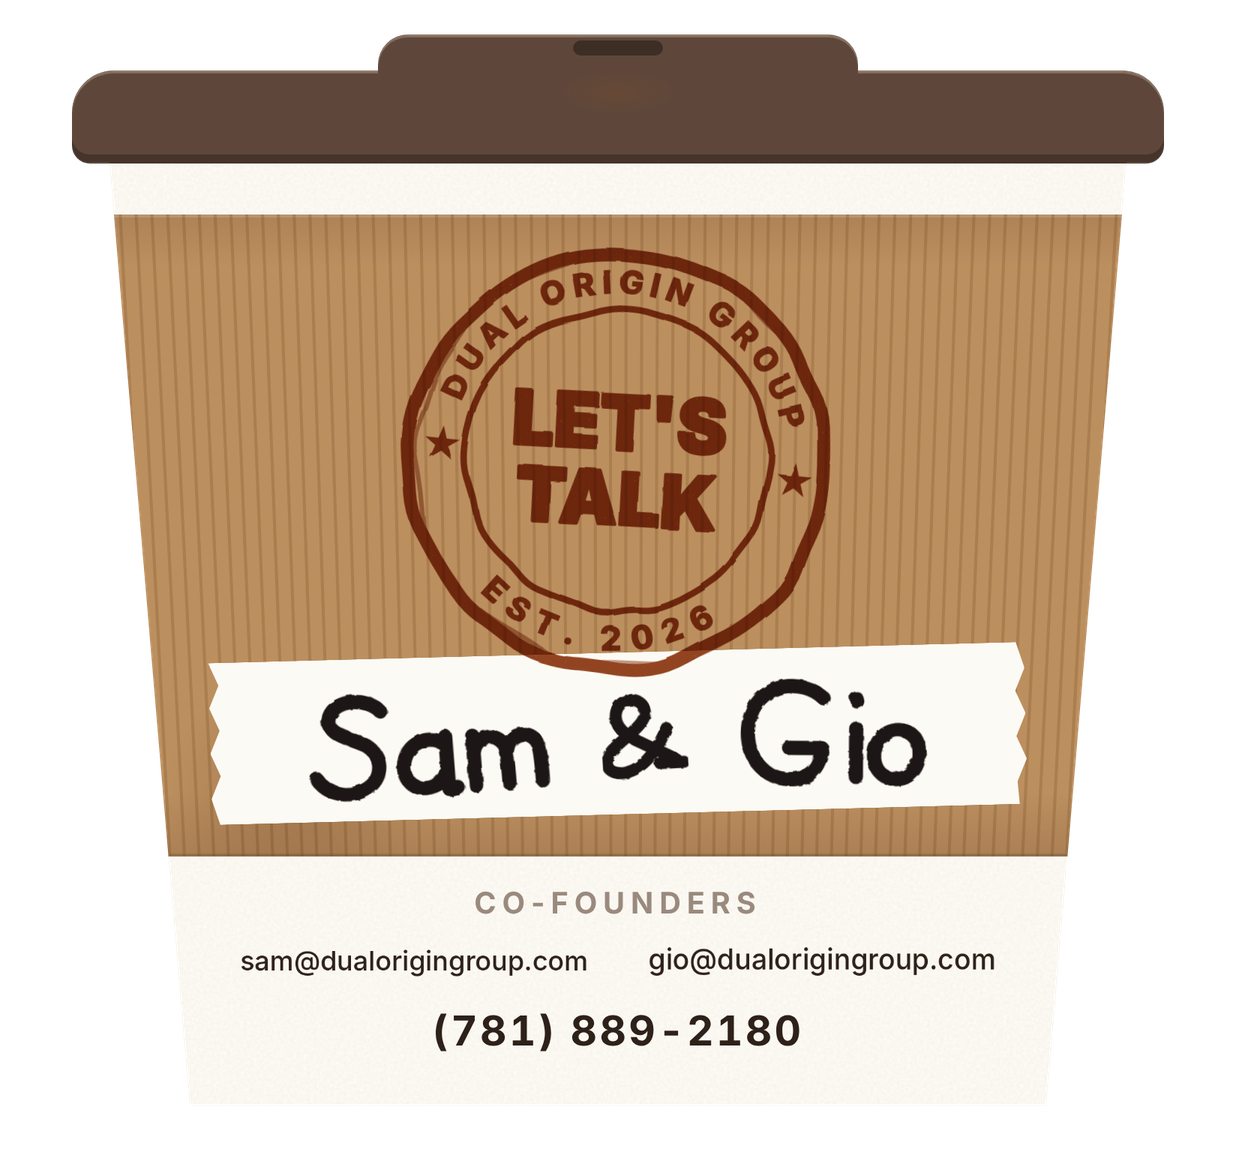 DUAL ORIGIN GROUP
LET'S
TALK
EST. 2026
Sam & Gio
CO-FOUNDERS
sam@dualorigingroup.com gio@dualorigingroup.com
(781) 889-2180